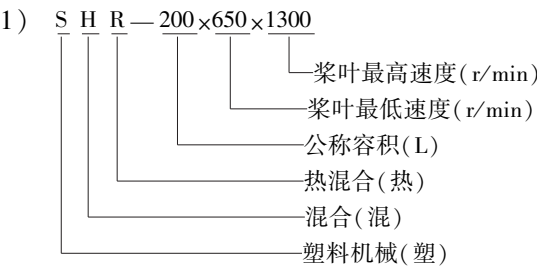 1) S H R — 200×650×1300
桨叶最高速度(r/min)
桨叶最低速度(r/min)
公称容积(L)
热混合(热)
混合(混)
塑料机械(塑)